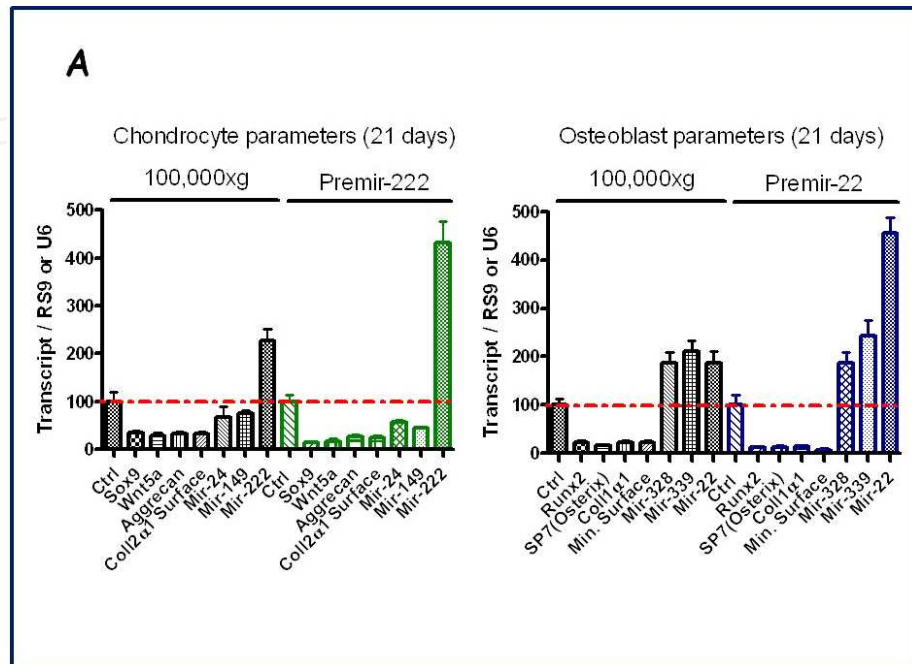 A
Chondrocyte parameters (21 days)
100,000xg
Premir-222
Transcript / RS9 or U6
500
400
300
200
100
0
Ctrl
Sox9
Wnt5a
Aggrecan
Coll2α1 Surface
Mir-24
Mir-149
Mir-222
Ctrl
Sox9
Wnt5a
Aggrecan
Coll2α1 Surface
Mir-24
Mir-149
Mir-222
Osteoblast parameters (21 days)
100,000xg
Premir-22
Transcript / RS9 or U6
500
400
300
200
100
0
Ctrl
Runx2
SP7(Osterix)
Coll1α1
Min. Surface
Mir-328
Mir-339
Mir-22
Ctrl
Runx2
SP7(Osterix)
Coll1α1
Min. Surface
Mir-328
Mir-339
Mir-22